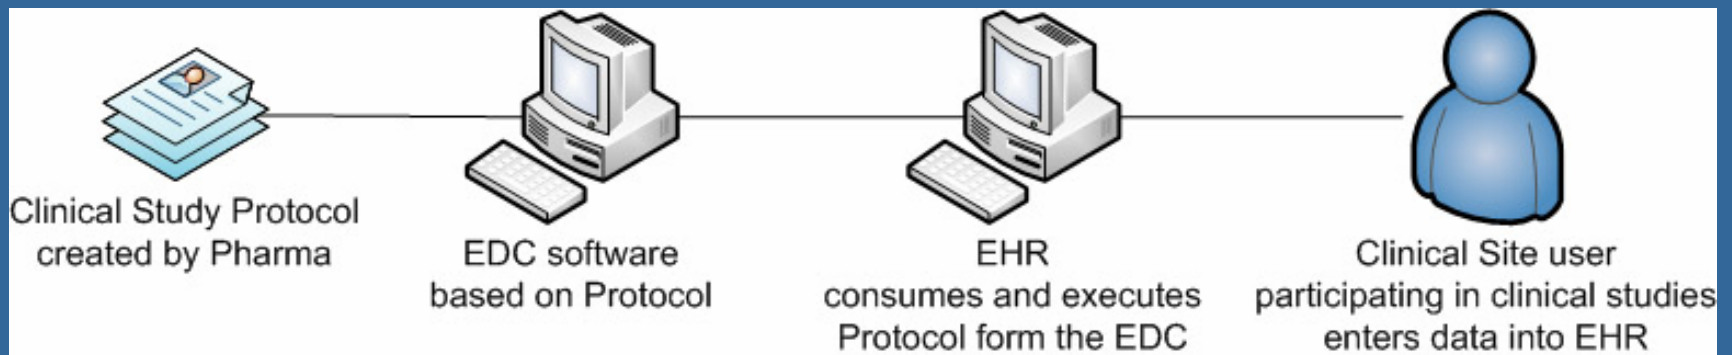 Clinical Study Protocol
created by Pharma
EDC software
based on Protocol
EHR
consumes and executes
Protocol form the EDC
Clinical Site user
participating in clinical studies
enters data into EHR